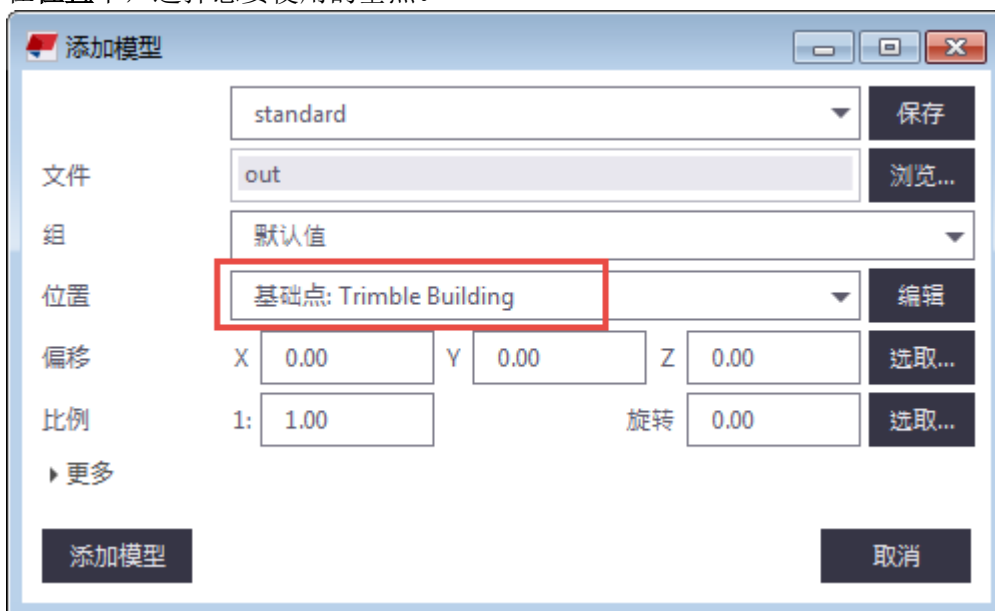 添加模型
standard 保存
文件 out 浏览...
组 默认值
位置 基础点: Trimble Building 编辑
偏移 X 0.00 Y 0.00 Z 0.00 选取...
比例 1: 1.00 旋转 0.00 选取...
更多
添加模型 取消